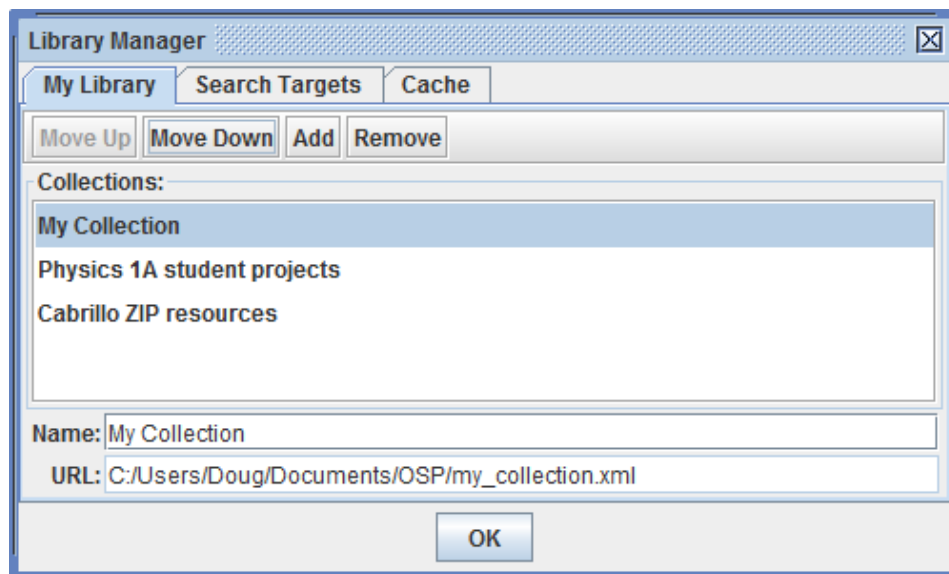 Library Manager
My Library Search Targets Cache
Move Up Move Down Add Remove
Collections:
My Collection
Physics 1A student projects
Cabrillo ZIP resources
Name: My Collection
URL: C:/Users/Doug/Documents/OSP/my_collection.xml
OK